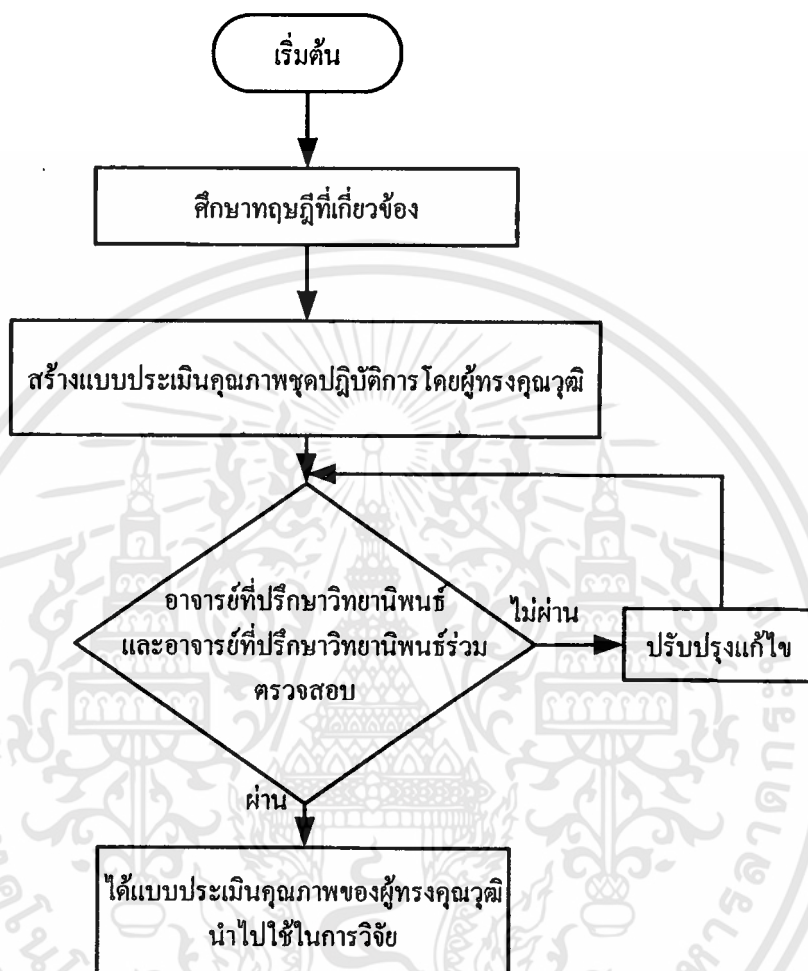 เริ่มต้น
ศึกษาทฤษฎีที่เกี่ยวข้อง
สร้างแบบประเมินคุณภาพชุดปฏิบัติการ โดยผู้ทรงคุณวุฒิ
อาจารย์ที่ปรึกษาวิทยานิพนธ์
และอาจารย์ที่ปรึกษาวิทยานิพนธ์ร่วม
ตรวจสอบ
ไม่ผ่าน
ปรับปรุงแก้ไข
ผ่าน
ได้แบบประเมินคุณภาพของผู้ทรงคุณวุฒิ
นำไปใช้ในการวิจัย